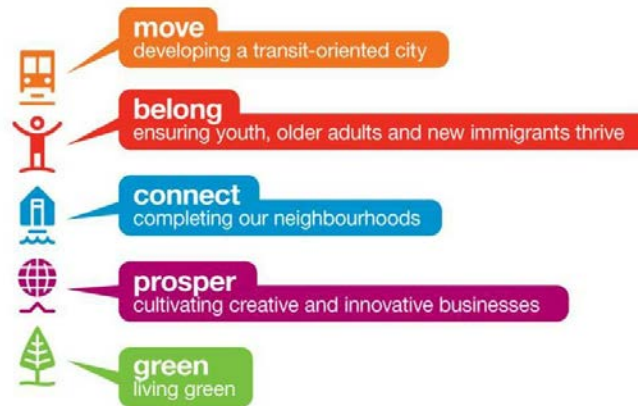 move
developing a transit-oriented city
belong
ensuring youth, older adults and new immigrants thrive
connect
completing our neighbourhoods
prosper
cultivating creative and innovative businesses
green
living green